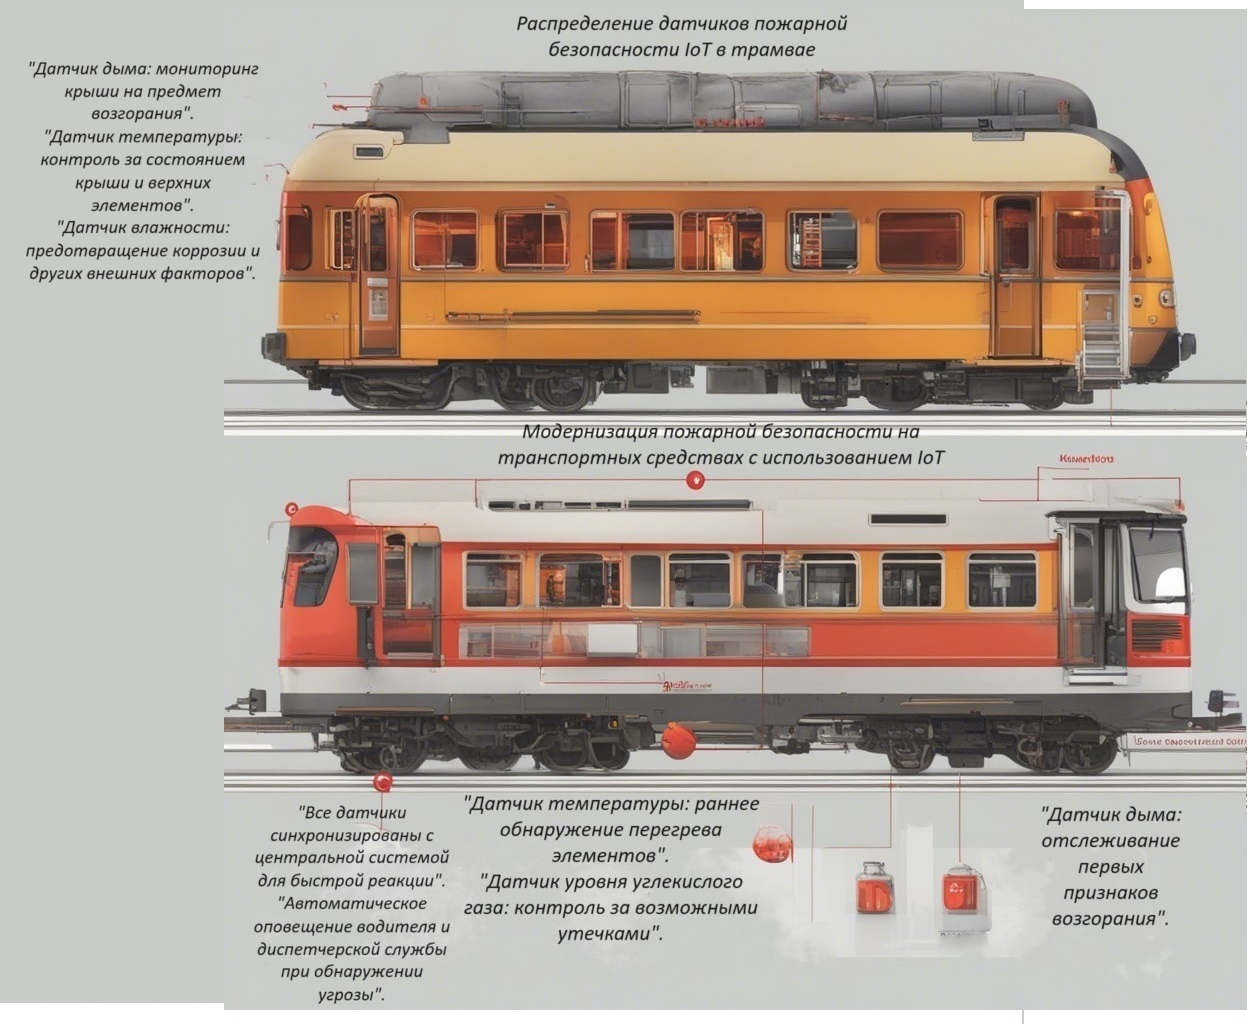 Распределение датчиков пожарной
безопасности IoT в трамвае
"Датчик дыма: мониторинг
крыши на предмет
возгорания".
"Датчик температуры:
контроль за состоянием
крыши и верхних
элементов".
"Датчик влажности:
предотвращение коррозии и
других внешних факторов".
Модернизация пожарной безопасности на
транспортных средствах с использованием IoT
"Все датчики
синхронизированы с
центральной системой
для быстрой реакции".
"Автоматическое
оповещение водителя и
диспетчерской службы
при обнаружении
угрозы".
"Датчик температуры: раннее
обнаружение перегрева
элементов".
"Датчик уровня углекислого
газа: контроль за возможными
утечками".
"Датчик дыма:
отслеживание
первых
признаков
возгорания".